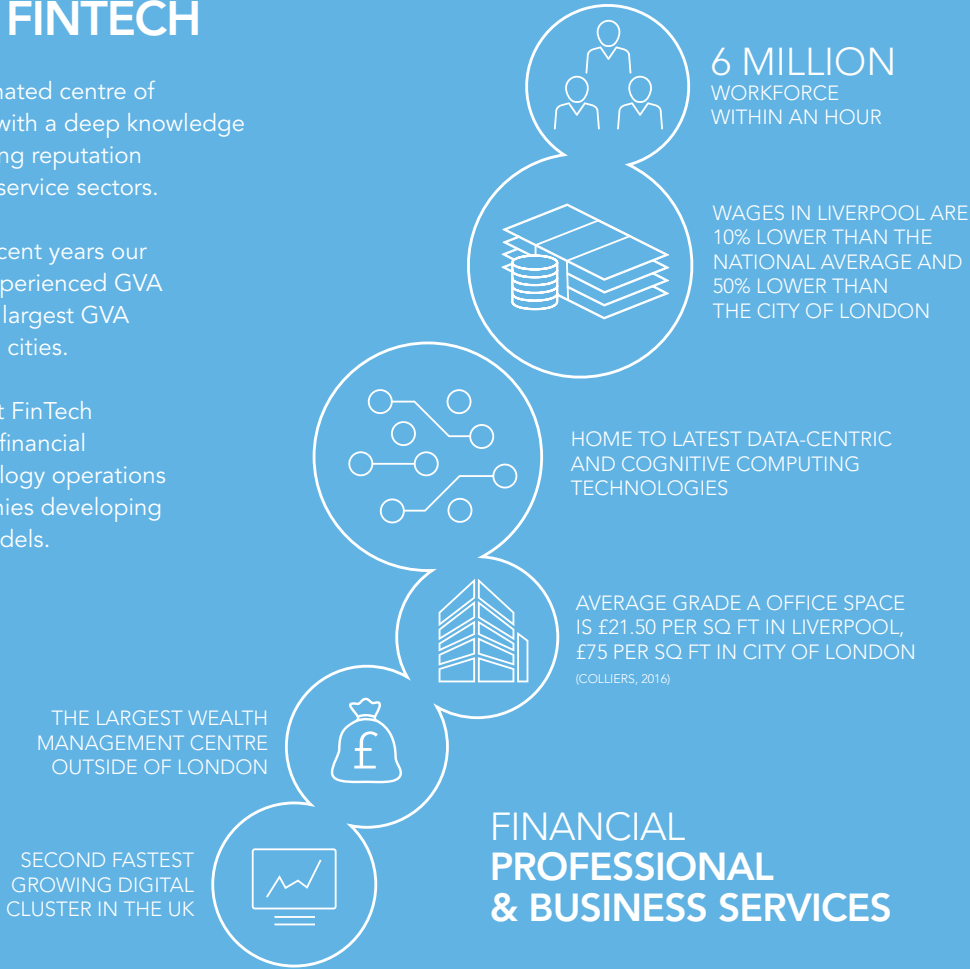 FINTECH
nated centre of
with a deep knowledge
ng reputation
service sectors.
cent years our
perienced GVA
largest GVA
cities.
t FinTech
financial
logy operations
nies developing
dels.
6 MILLION
WORKFORCE
WITHIN AN HOUR
WAGES IN LIVERPOOL ARE
10% LOWER THAN THE
NATIONAL AVERAGE AND
50% LOWER THAN
THE CITY OF LONDON
HOME TO LATEST DATA-CENTRIC
AND COGNITIVE COMPUTING
TECHNOLOGIES
AVERAGE GRADE A OFFICE SPACE
IS £21.50 PER SQ FT IN LIVERPOOL,
£75 PER SQ FT IN CITY OF LONDON
(COLLIERS, 2016)
THE LARGEST WEALTH
MANAGEMENT CENTRE
OUTSIDE OF LONDON
£
SECOND FASTEST
GROWING DIGITAL
CLUSTER IN THE UK
FINANCIAL
PROFESSIONAL
& BUSINESS SERVICES